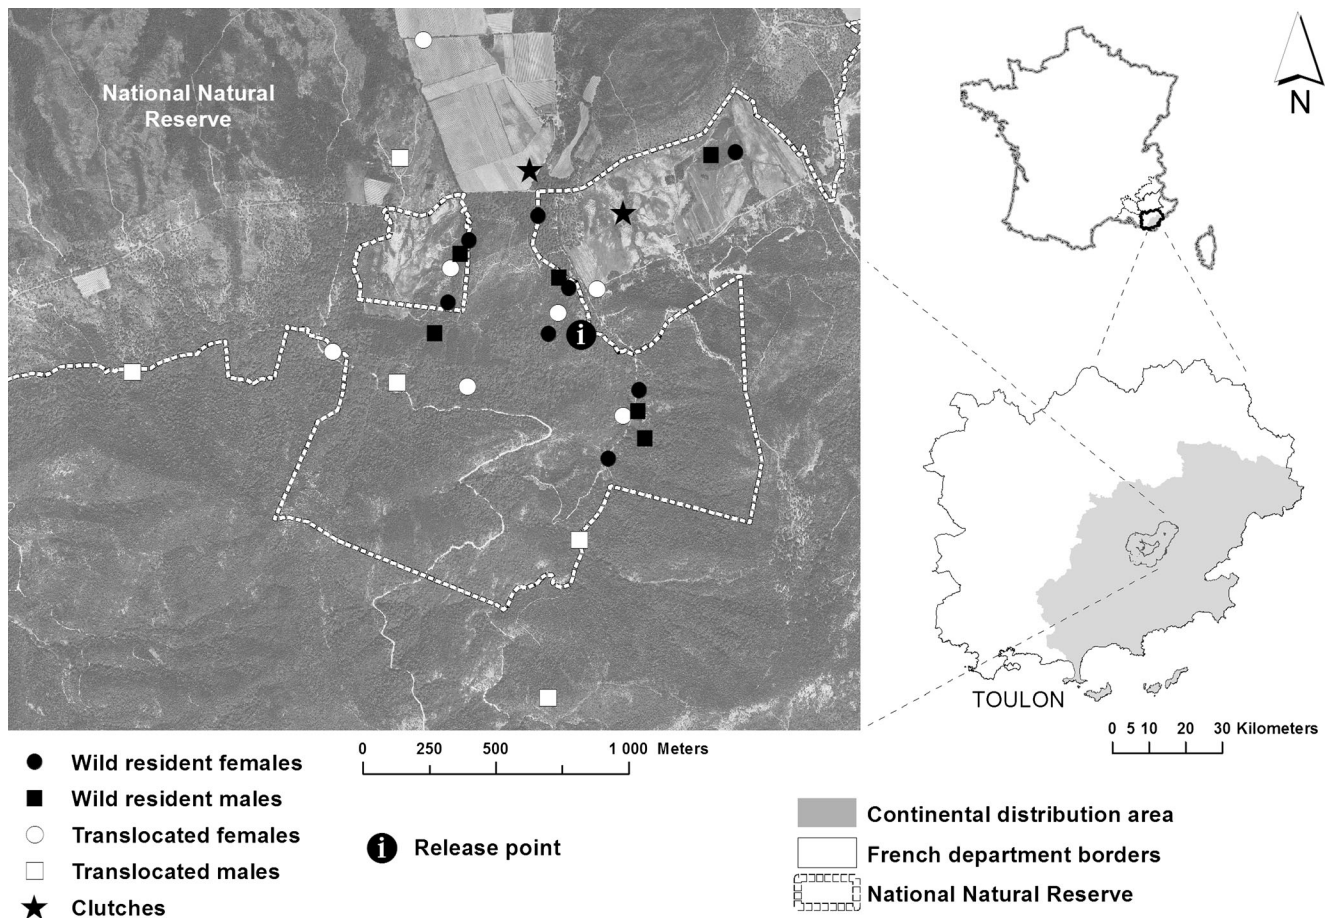 National Natural
Reserve
N
i
TOULON
0 5 10 20 30 Kilometers
0 250 500 1 000 Meters
Wild resident females
Wild resident males
Translocated females
Translocated males
Clutches
i Release point
Continental distribution area
French department borders
National Natural Reserve